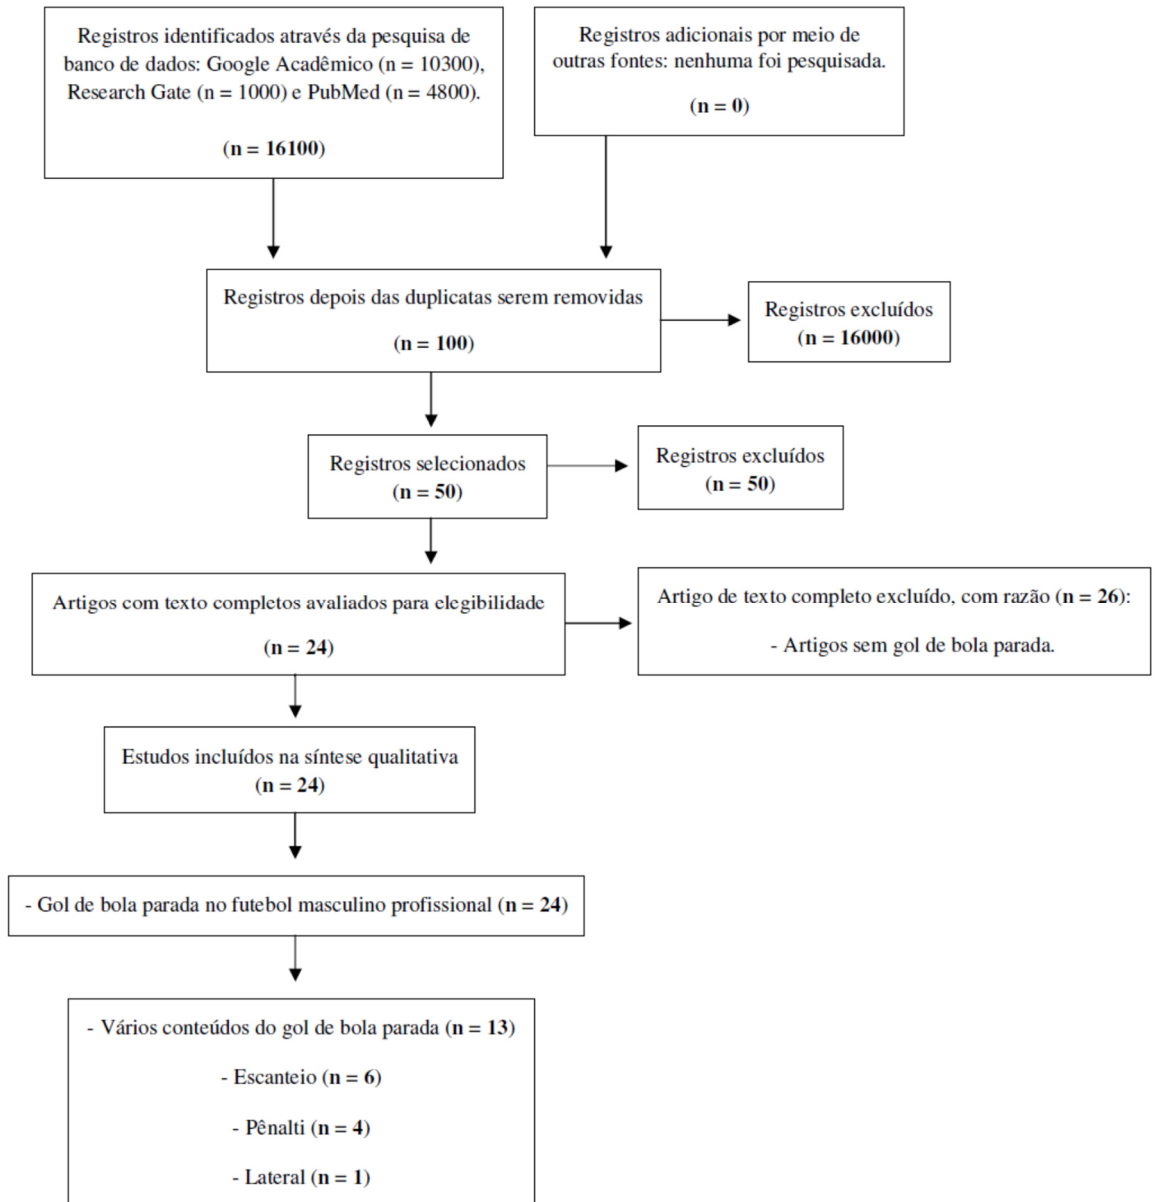 Registros identificados através da pesquisa de
banco de dados: Google Acadêmico (n = 10300),
Research Gate (n = 1000) e PubMed (n = 4800).
(n = 16100)
Registros adicionais por meio de
outras fontes: nenhuma foi pesquisada.
(n = 0)
Registros depois das duplicatas serem removidas
(n = 100)
Registros excluídos
(n = 16000)
Registros selecionados
(n = 50)
Registros excluídos
(n = 50)
Artigos com texto completos avaliados para elegibilidade
(n = 24)
Artigo de texto completo excluído, com razão (n = 26):
- Artigos sem gol de bola parada.
Estudos incluídos na síntese qualitativa
(n = 24)
- Gol de bola parada no futebol masculino profissional (n = 24)
- Vários conteúdos do gol de bola parada (n = 13)
- Escanteio (n = 6)
- Pênalti (n = 4)
- Lateral (n = 1)